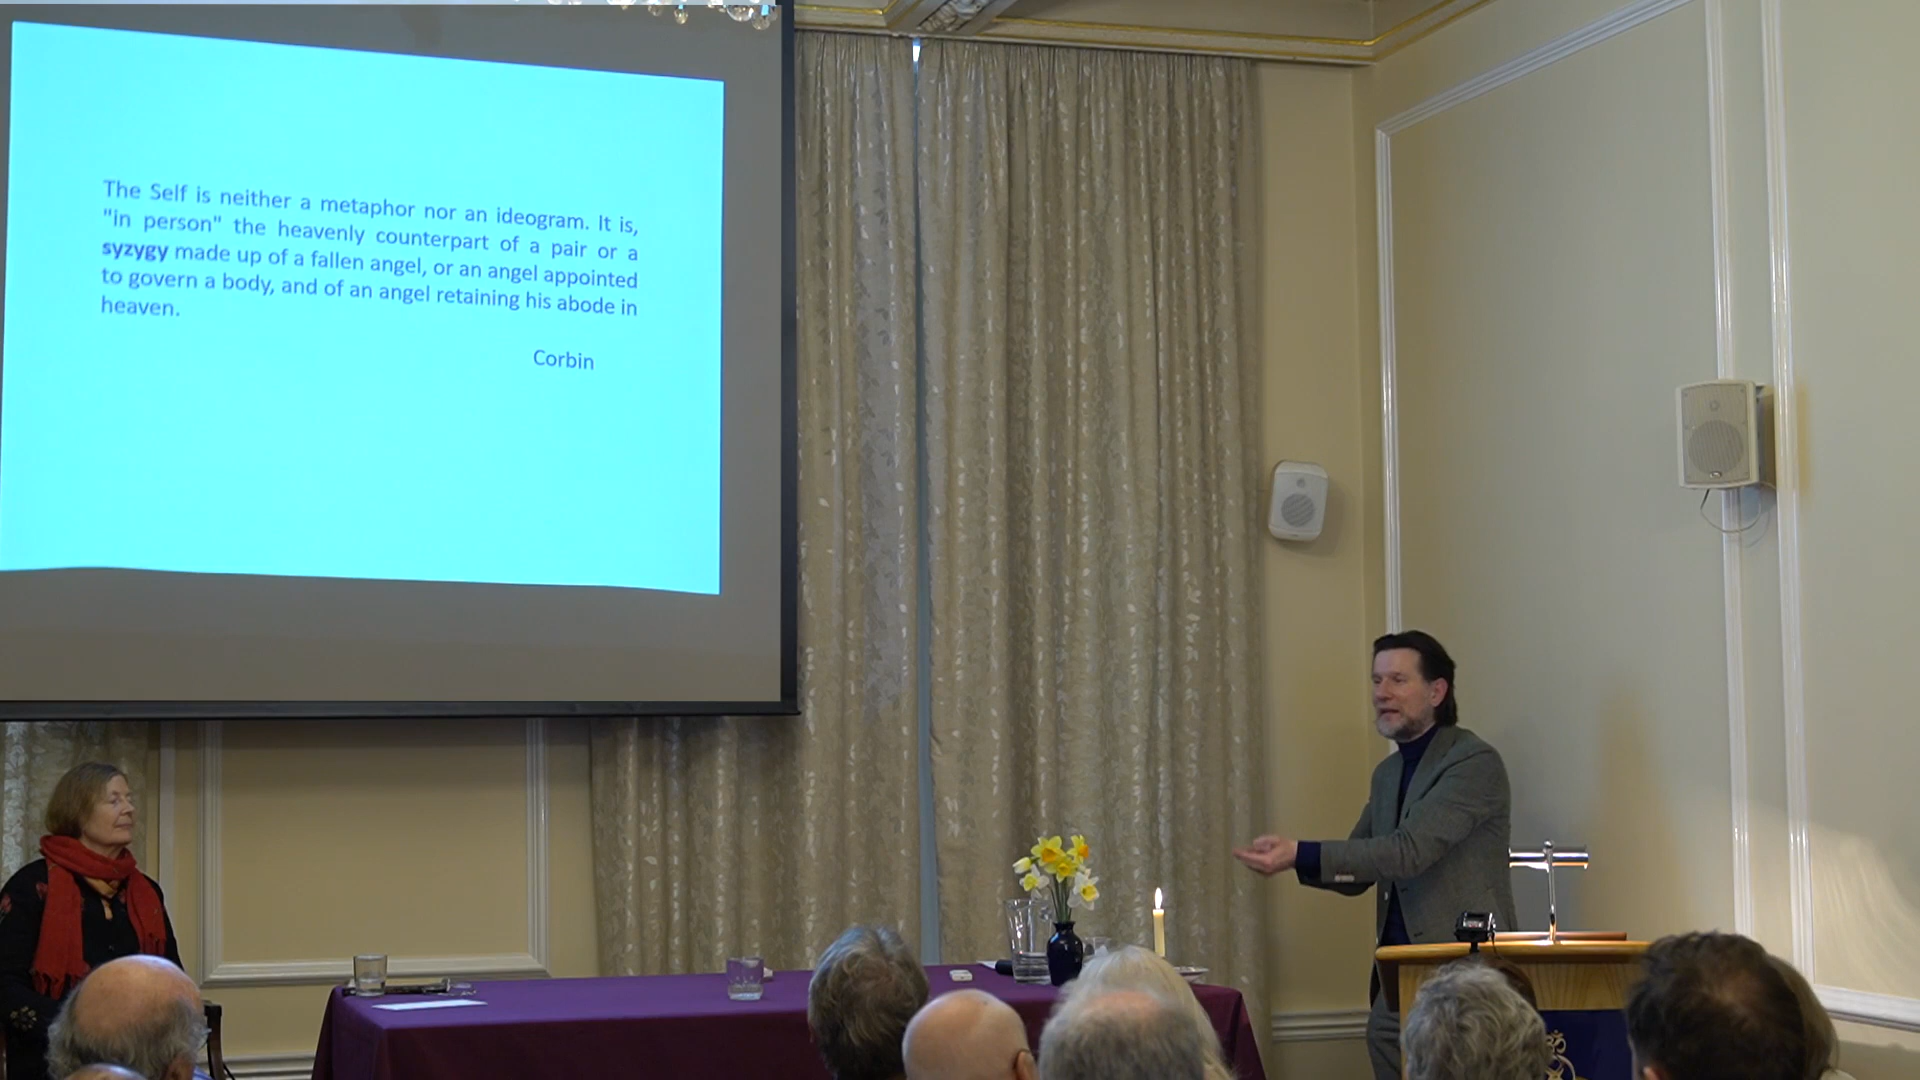 The Self is neither a metaphor nor an ideogram. It is,
"in person" the heavenly counterpart of a pair or a
syzygy made up of a fallen angel, or an angel appointed
to govern a body, and of an angel retaining his abode in
heaven.
Corbin